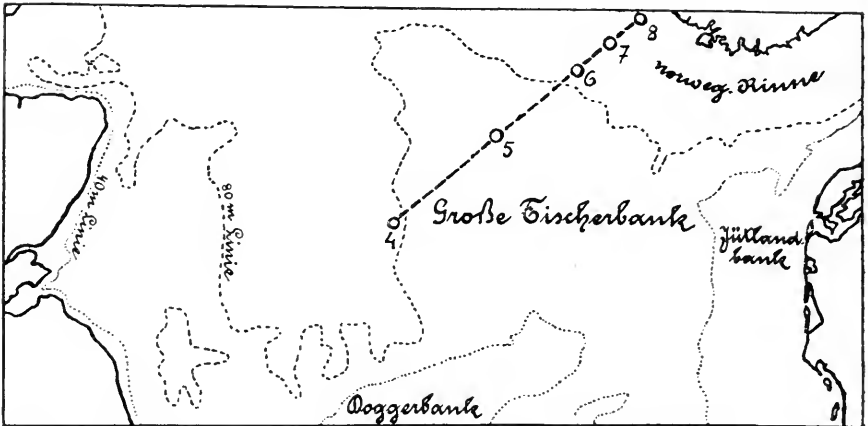 8
7
6
norweg. Rinne
5
40 m Linie
80 m Linie
4
Große Fischerbank
Jütland
bank
Doggerbank